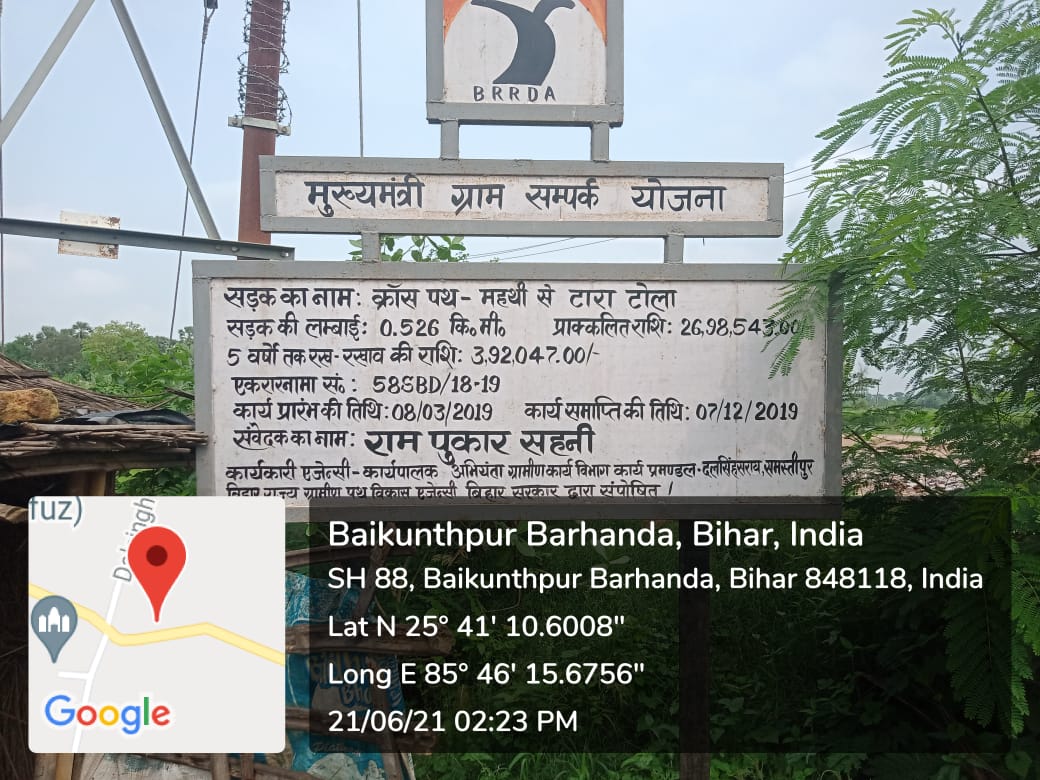 BRRDA
मुख्यमंत्री ग्राम सम्पर्क योजना
सड़क का नाम: क्रॉस पथ - महथी से टारा टोला
सड़क की लम्बाई: 0.526 कि॰मी॰ प्राक्कलित राशि: 26,98,543.00/-
5 वर्षो तक रख-रखाव की राशि: 3,92,047.00/-
एकरारनामा सं॰: 58SBD/18-19
कार्य प्रारंभ की तिथि: 08/03/2019 कार्य समाप्ति की तिथि: 07/12/2019
संवेदक का नाम: राम पुकार सहनी
कार्यकारी एजेन्सी-कार्यपालक अभियंता ग्रामीण कार्य विभाग कार्य प्रमण्डल-दलसिंहसराय, समस्तीपुर
बिहार राज्य ग्रामीण पथ विकास एजेन्सी बिहार सरकार द्वारा संपोषित।
tuz)
Dalsingh
Google
Baikunthpur Barhanda, Bihar, India
SH 88, Baikunthpur Barhanda, Bihar 848118, India
Lat N 25° 41' 10.6008"
Long E 85° 46' 15.6756"
21/06/21 02:23 PM